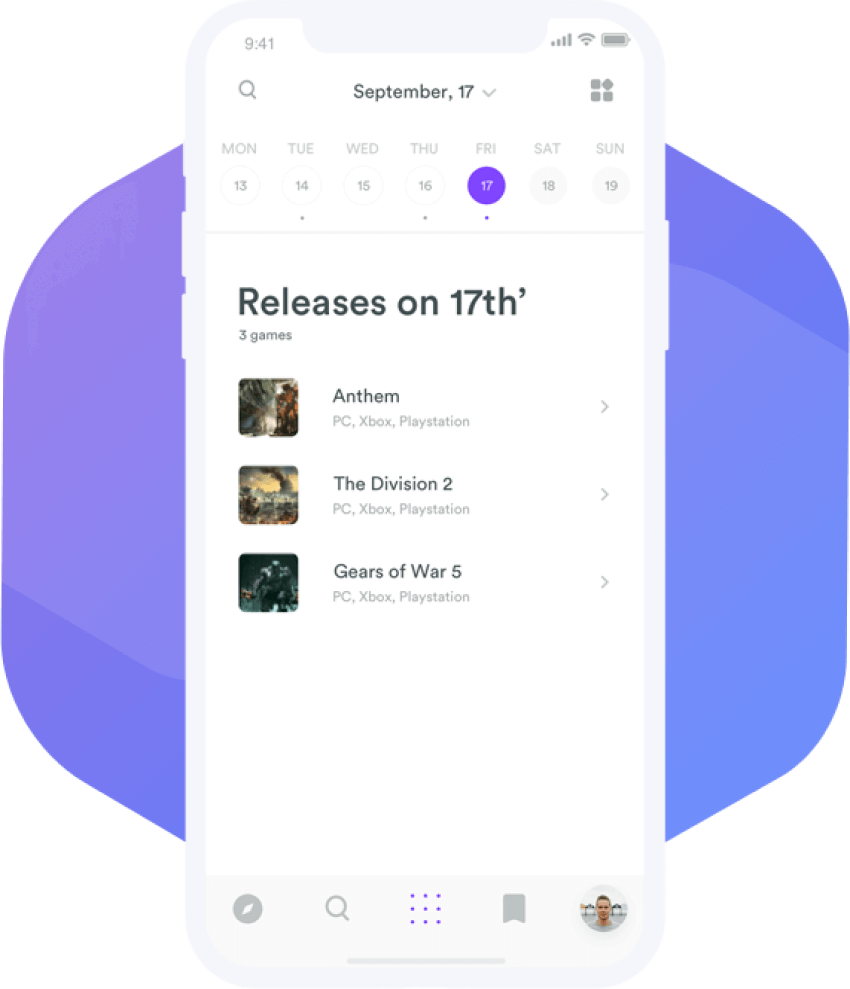 9:41
September, 17
MON TUE WED THU FRI SAT SUN
13 14 15 16 17 18 19
Releases on 17th’
3 games
Anthem
PC, Xbox, Playstation
The Division 2
PC, Xbox, Playstation
Gears of War 5
PC, Xbox, Playstation